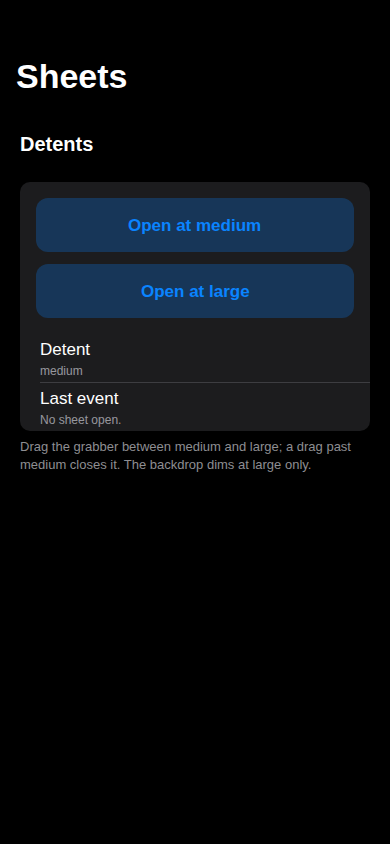 Sheets
Detents
Open at medium
Open at large
Detent
medium
Last event
No sheet open.
Drag the grabber between medium and large; a drag past
medium closes it. The backdrop dims at large only.